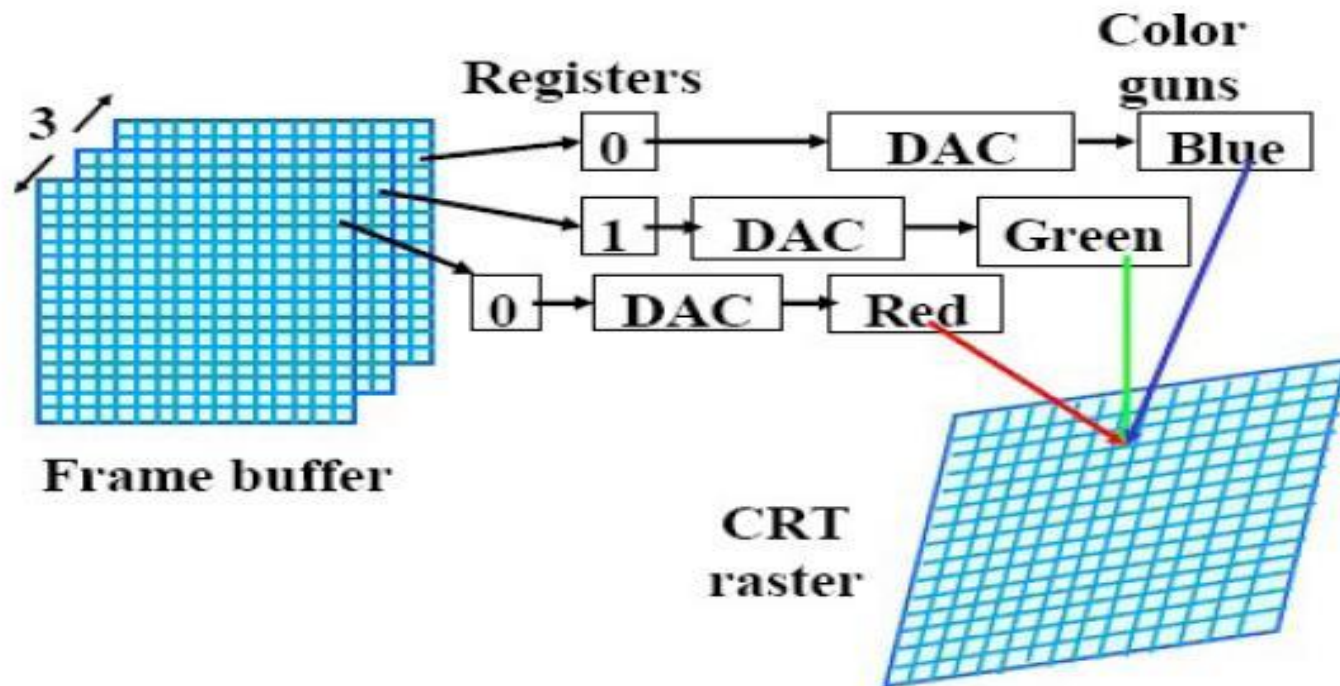 Color
guns
Registers
3
0 DAC Blue
1 DAC Green
0 DAC Red
Frame buffer
CRT
raster